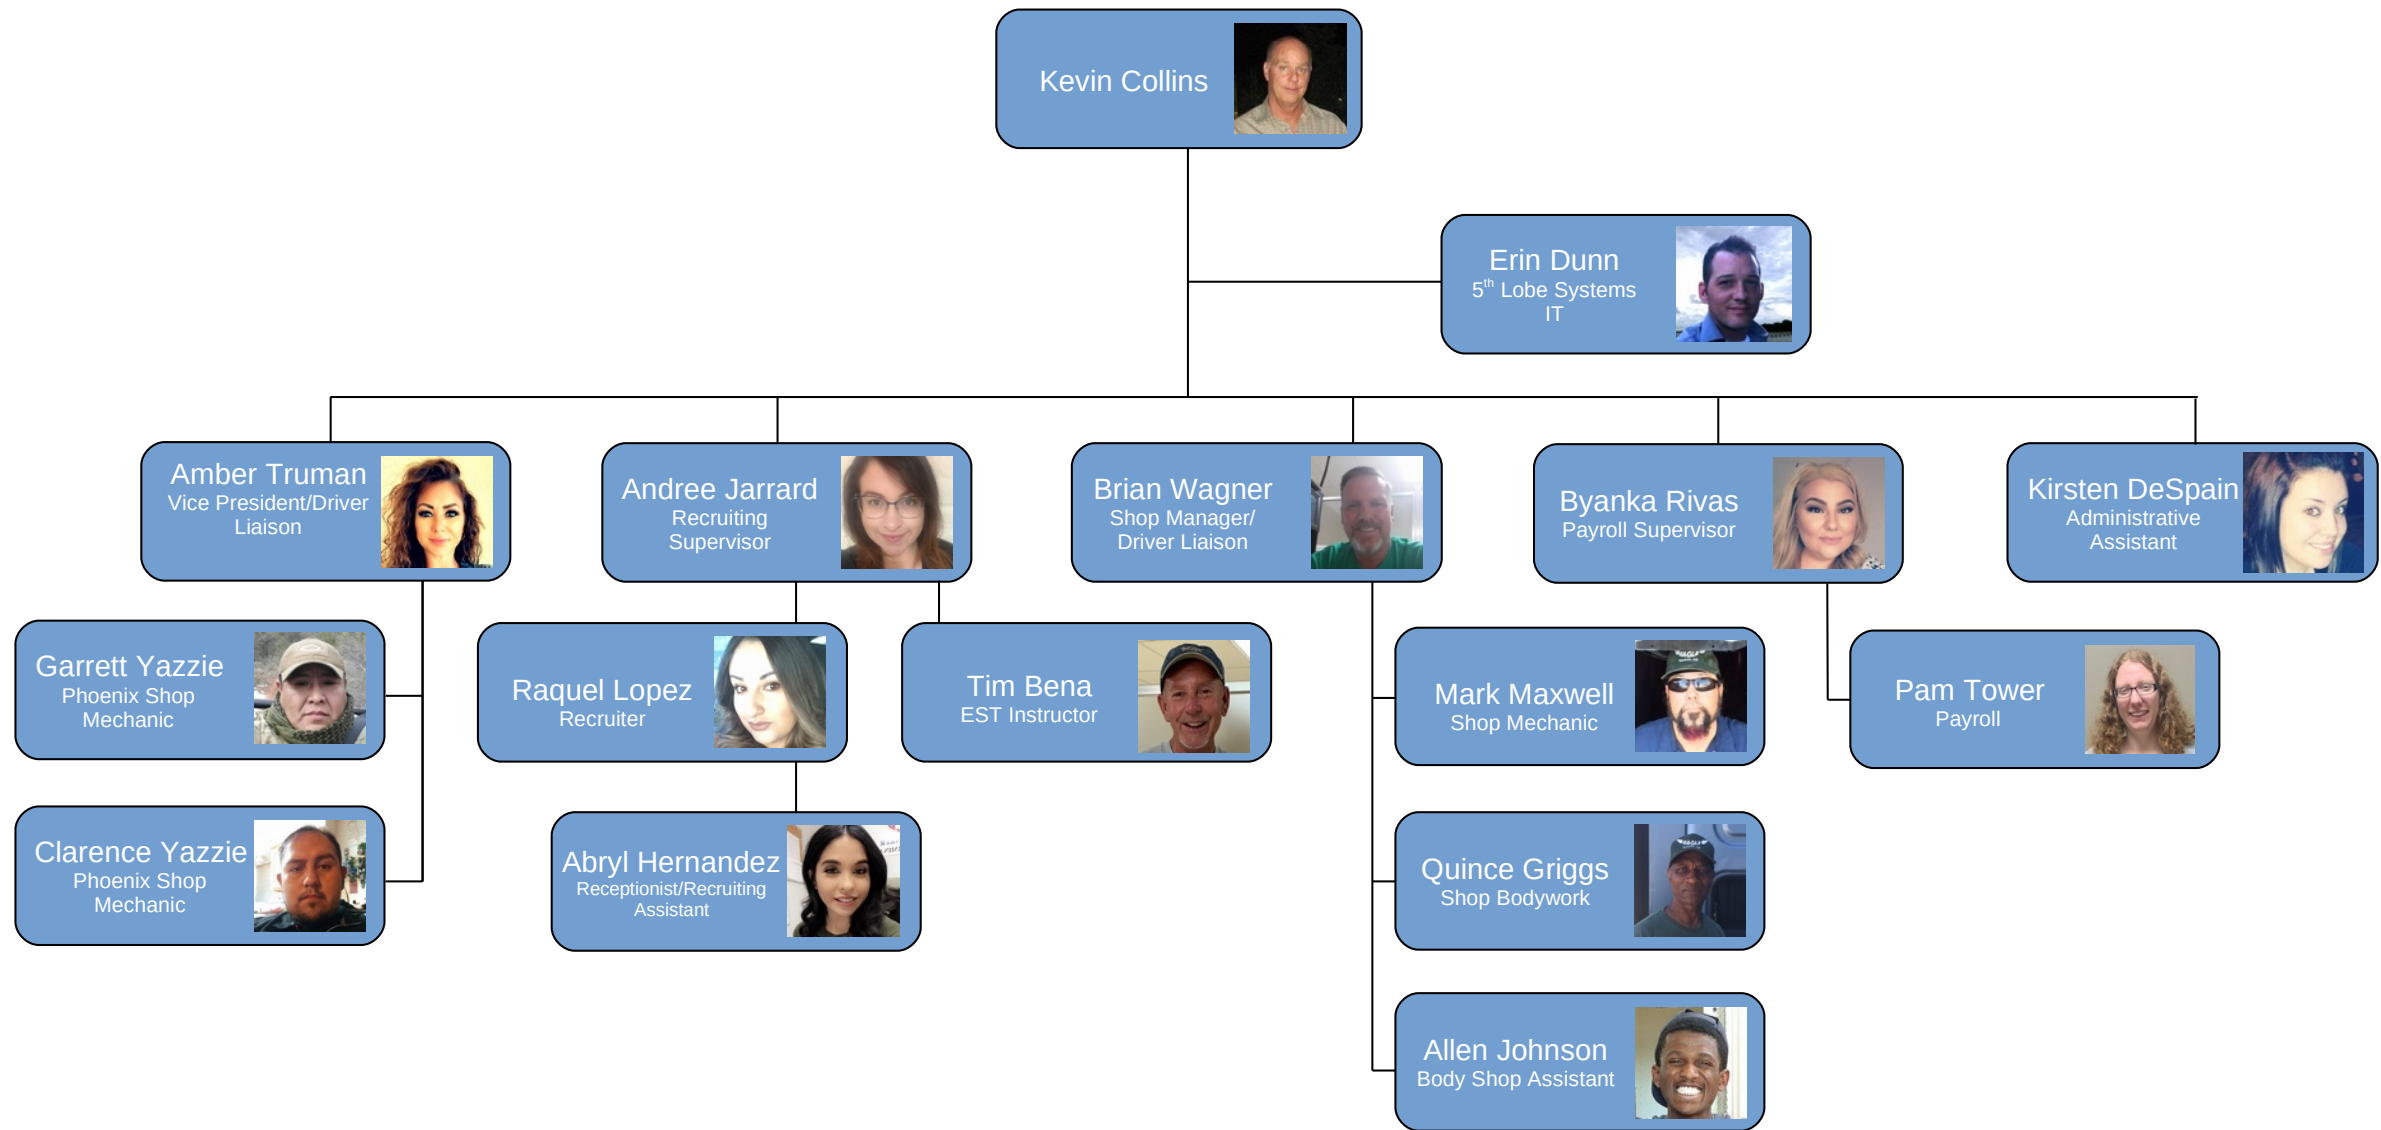 Kevin Collins
Erin Dunn
5th Lobe Systems
IT
Amber Truman
Vice President/Driver
Liaison
Andree Jarrard
Recruiting
Supervisor
Brian Wagner
Shop Manager/
Driver Liaison
Byanka Rivas
Payroll Supervisor
Kirsten DeSpain
Administrative
Assistant
Garrett Yazzie
Phoenix Shop
Mechanic
Raquel Lopez
Recruiter
Tim Bena
EST Instructor
Mark Maxwell
Shop Mechanic
Pam Tower
Payroll
Clarence Yazzie
Phoenix Shop
Mechanic
Abryl Hernandez
Receptionist/Recruiting
Assistant
Quince Griggs
Shop Bodywork
Allen Johnson
Body Shop Assistant